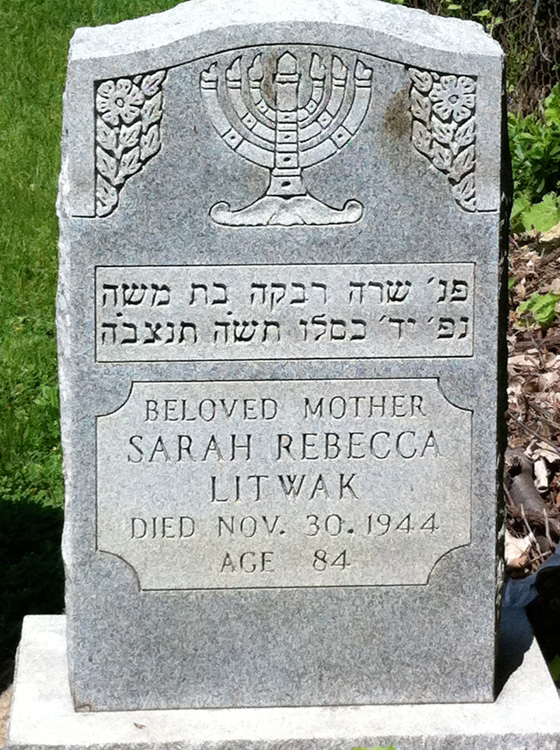 פנ׳ שרה רבקה בת משה
נפ׳ יד׳ כסלו תשה תנצבה
BELOVED MOTHER
SARAH REBECCA
LITWAK
DIED NOV. 30. 1944
AGE 84